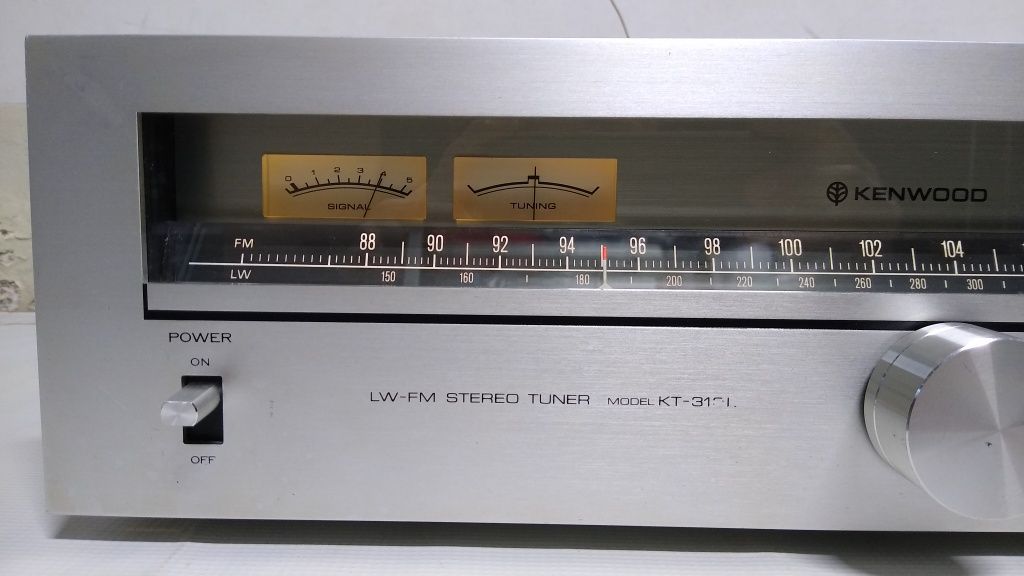 0 1 2 3 4 5
SIGNAL
TUNING
KENWOOD
FM 88 90 92 94 96 98 100 102 104
LW 150 160 180 200 220 240 260 280 300
POWER
ON
LW-FM STEREO TUNER MODEL
OFF